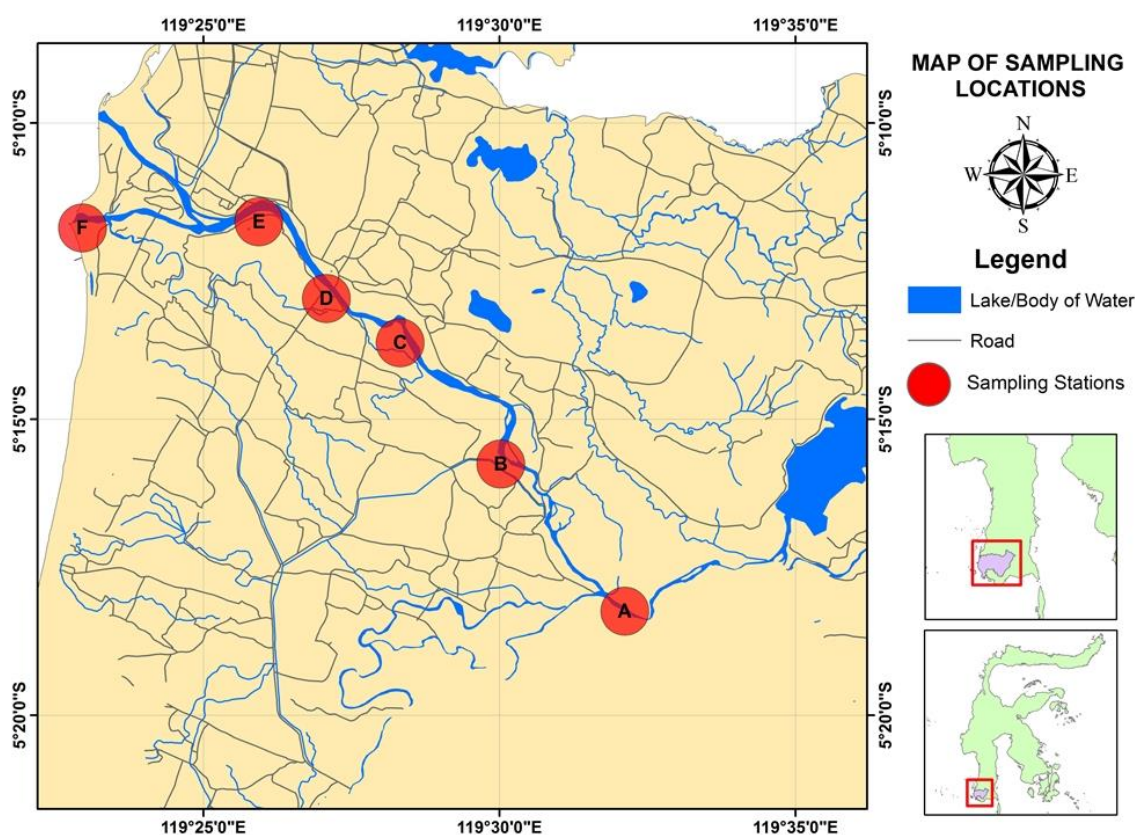 119°25'0"E 119°30'0"E 119°35'0"E
5°10'0"S 5°10'0"S
5°15'0"S 5°15'0"S
5°20'0"S 5°20'0"S
119°25'0"E 119°30'0"E 119°35'0"E
F
E
D
C
B
A
MAP OF SAMPLING
LOCATIONS
N
W E
S
Legend
Lake/Body of Water
Road
Sampling Stations